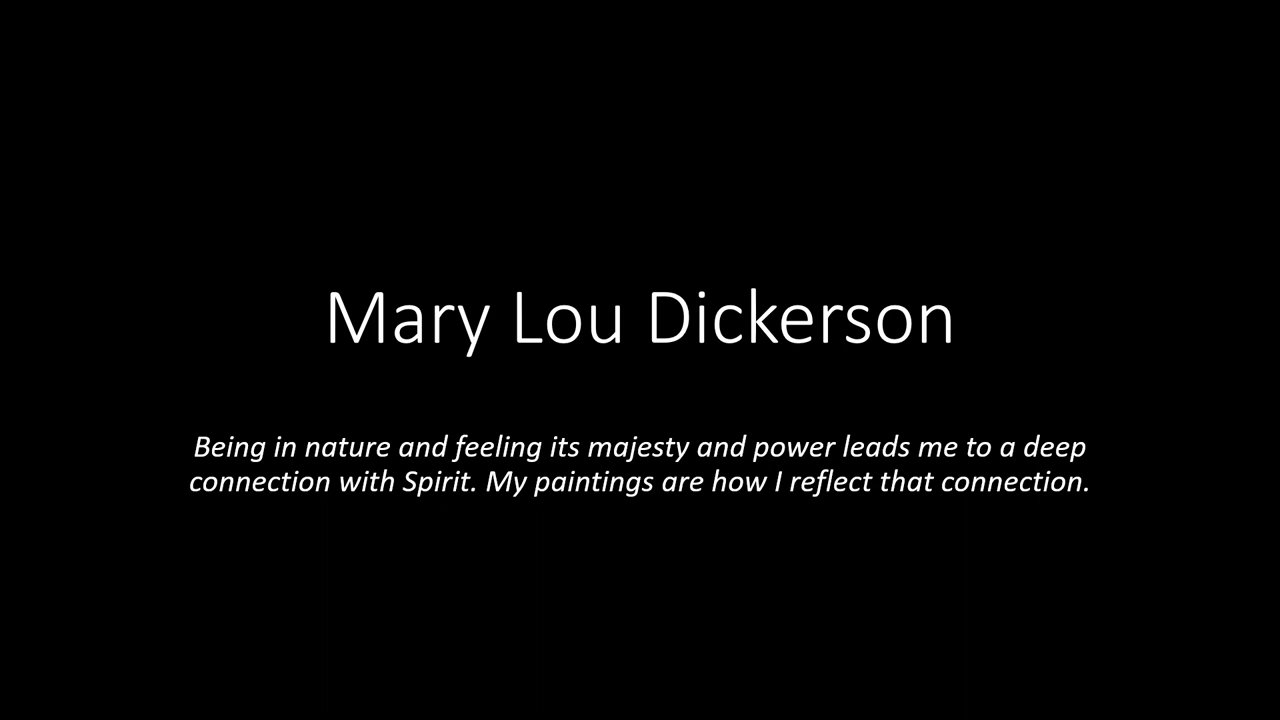 Mary Lou Dickerson
Being in nature and feeling its majesty and power leads me to a deep
connection with Spirit. My paintings are how I reflect that connection.